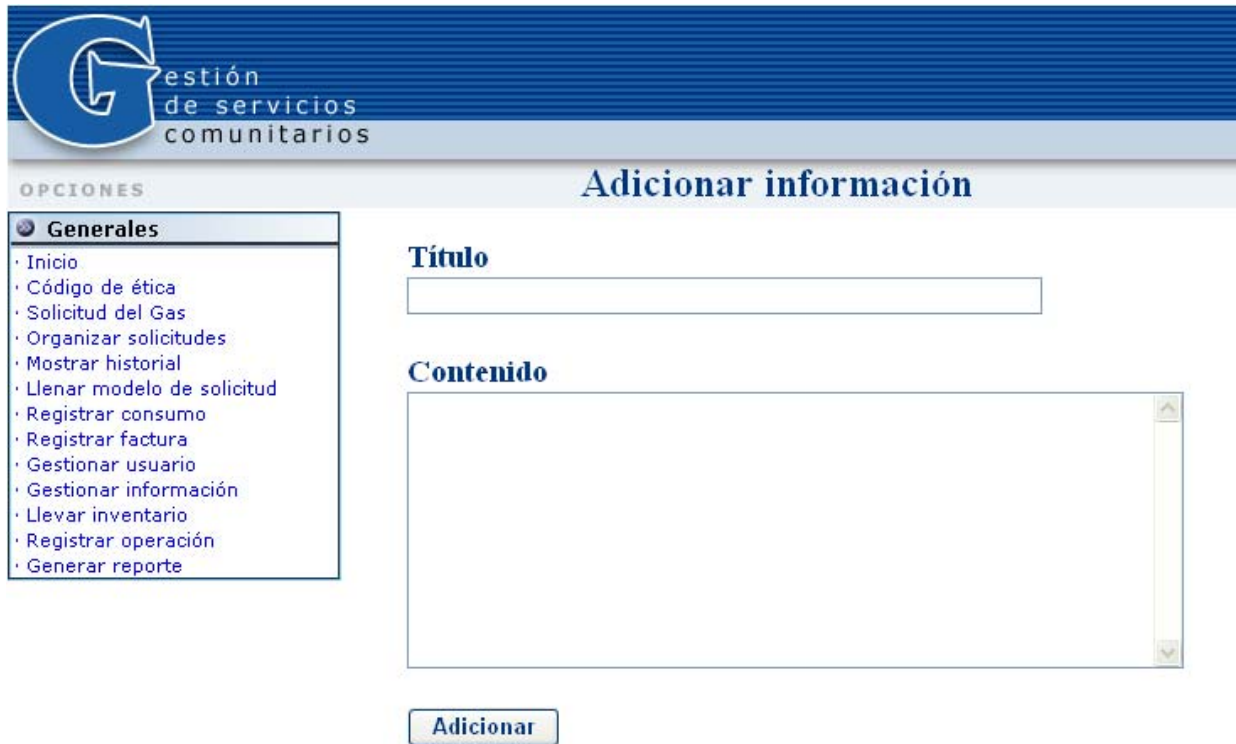 Gestión
de servicios
comunitarios
OPCIONES
Adicionar información
Generales
· Inicio
· Código de ética
· Solicitud del Gas
· Organizar solicitudes
· Mostrar historial
· Llenar modelo de solicitud
· Registrar consumo
· Registrar factura
· Gestionar usuario
· Gestionar información
· Llevar inventario
· Registrar operación
· Generar reporte
Título
Contenido
Adicionar